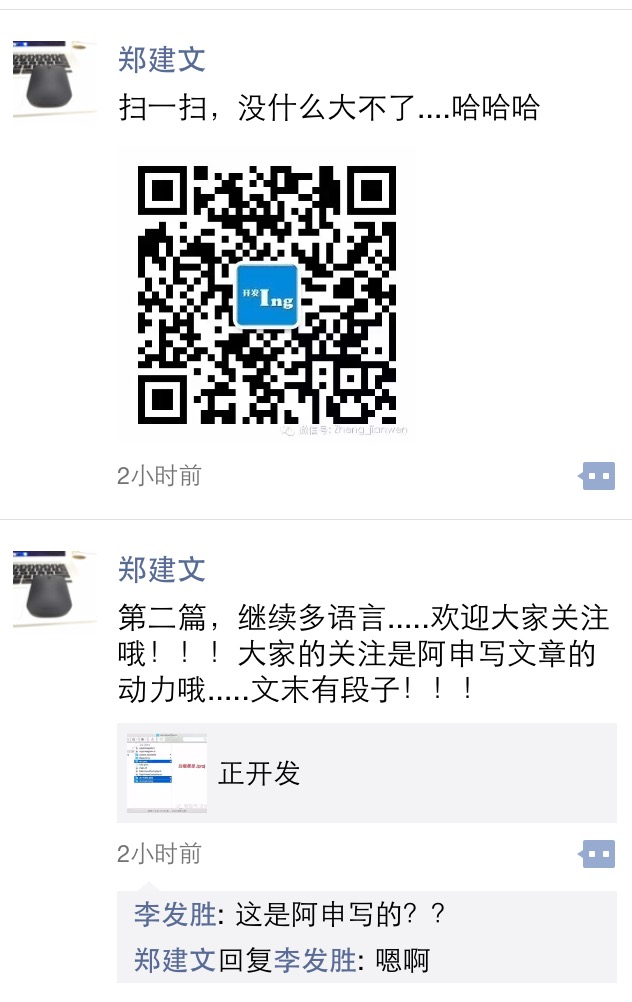 郑建文
扫一扫，没什么大不了....哈哈哈
开发Ing
微信号: zhang_jianwen
2小时前
郑建文
第二篇，继续多语言.....欢迎大家关注
哦！！！大家的关注是阿申写文章的
动力哦.....文末有段子！！！
正开发
2小时前
李发胜: 这是阿申写的？？
郑建文回复李发胜: 嗯啊